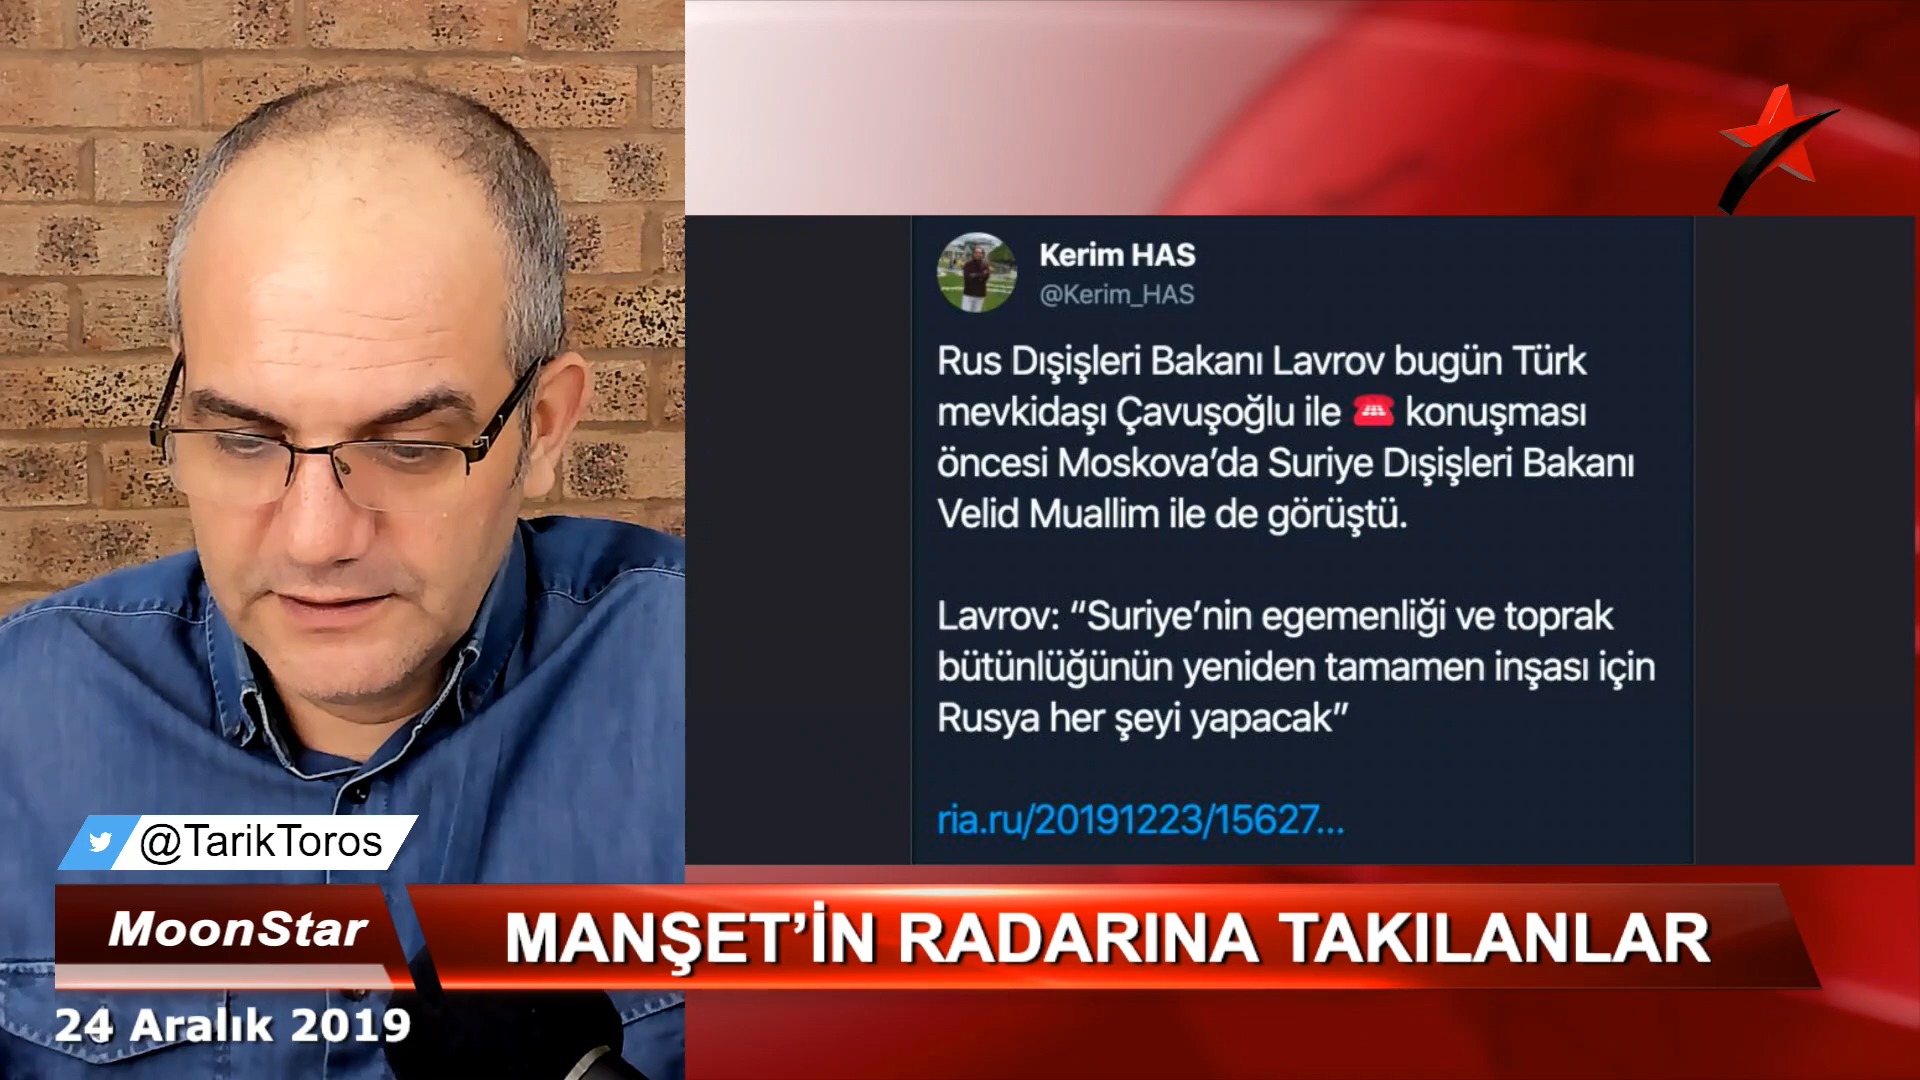 Kerim HAS
@Kerim_HAS
Rus Dışişleri Bakanı Lavrov bugün Türk
mevkidaşı Çavuşoğlu ile ☎️ konuşması
öncesi Moskova’da Suriye Dışişleri Bakanı
Velid Muallim ile de görüştü.
Lavrov: “Suriye’nin egemenliği ve toprak
bütünlüğünün yeniden tamamen inşası için
Rusya her şeyi yapacak”
ria.ru/20191223/15627...
@TarikToros
MoonStar
MANŞET’İN RADARINA TAKILANLAR
24 Aralık 2019